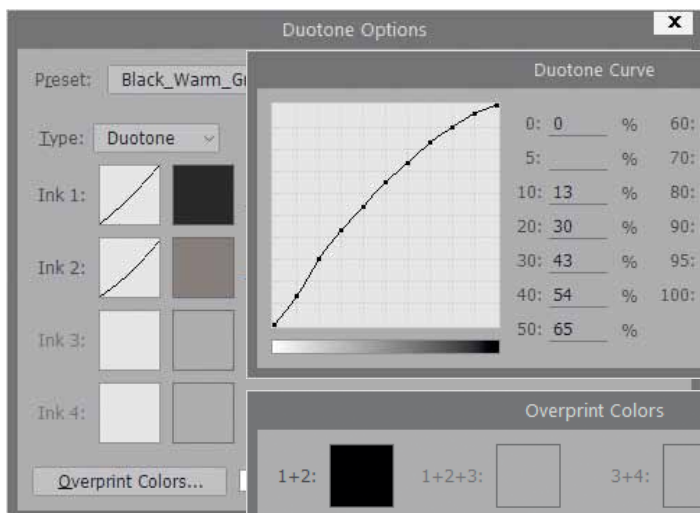 Duotone Options
X
Preset: Black_Warm_Gr
Type: Duotone
Ink 1:
Ink 2:
Ink 3:
Ink 4:
Overprint Colors...
Duotone Curve
0: 0 % 60:
5: % 70:
10: 13 % 80:
20: 30 % 90:
30: 43 % 95:
40: 54 % 100:
50: 65 %
Overprint Colors
1+2: 1+2+3: 3+4: